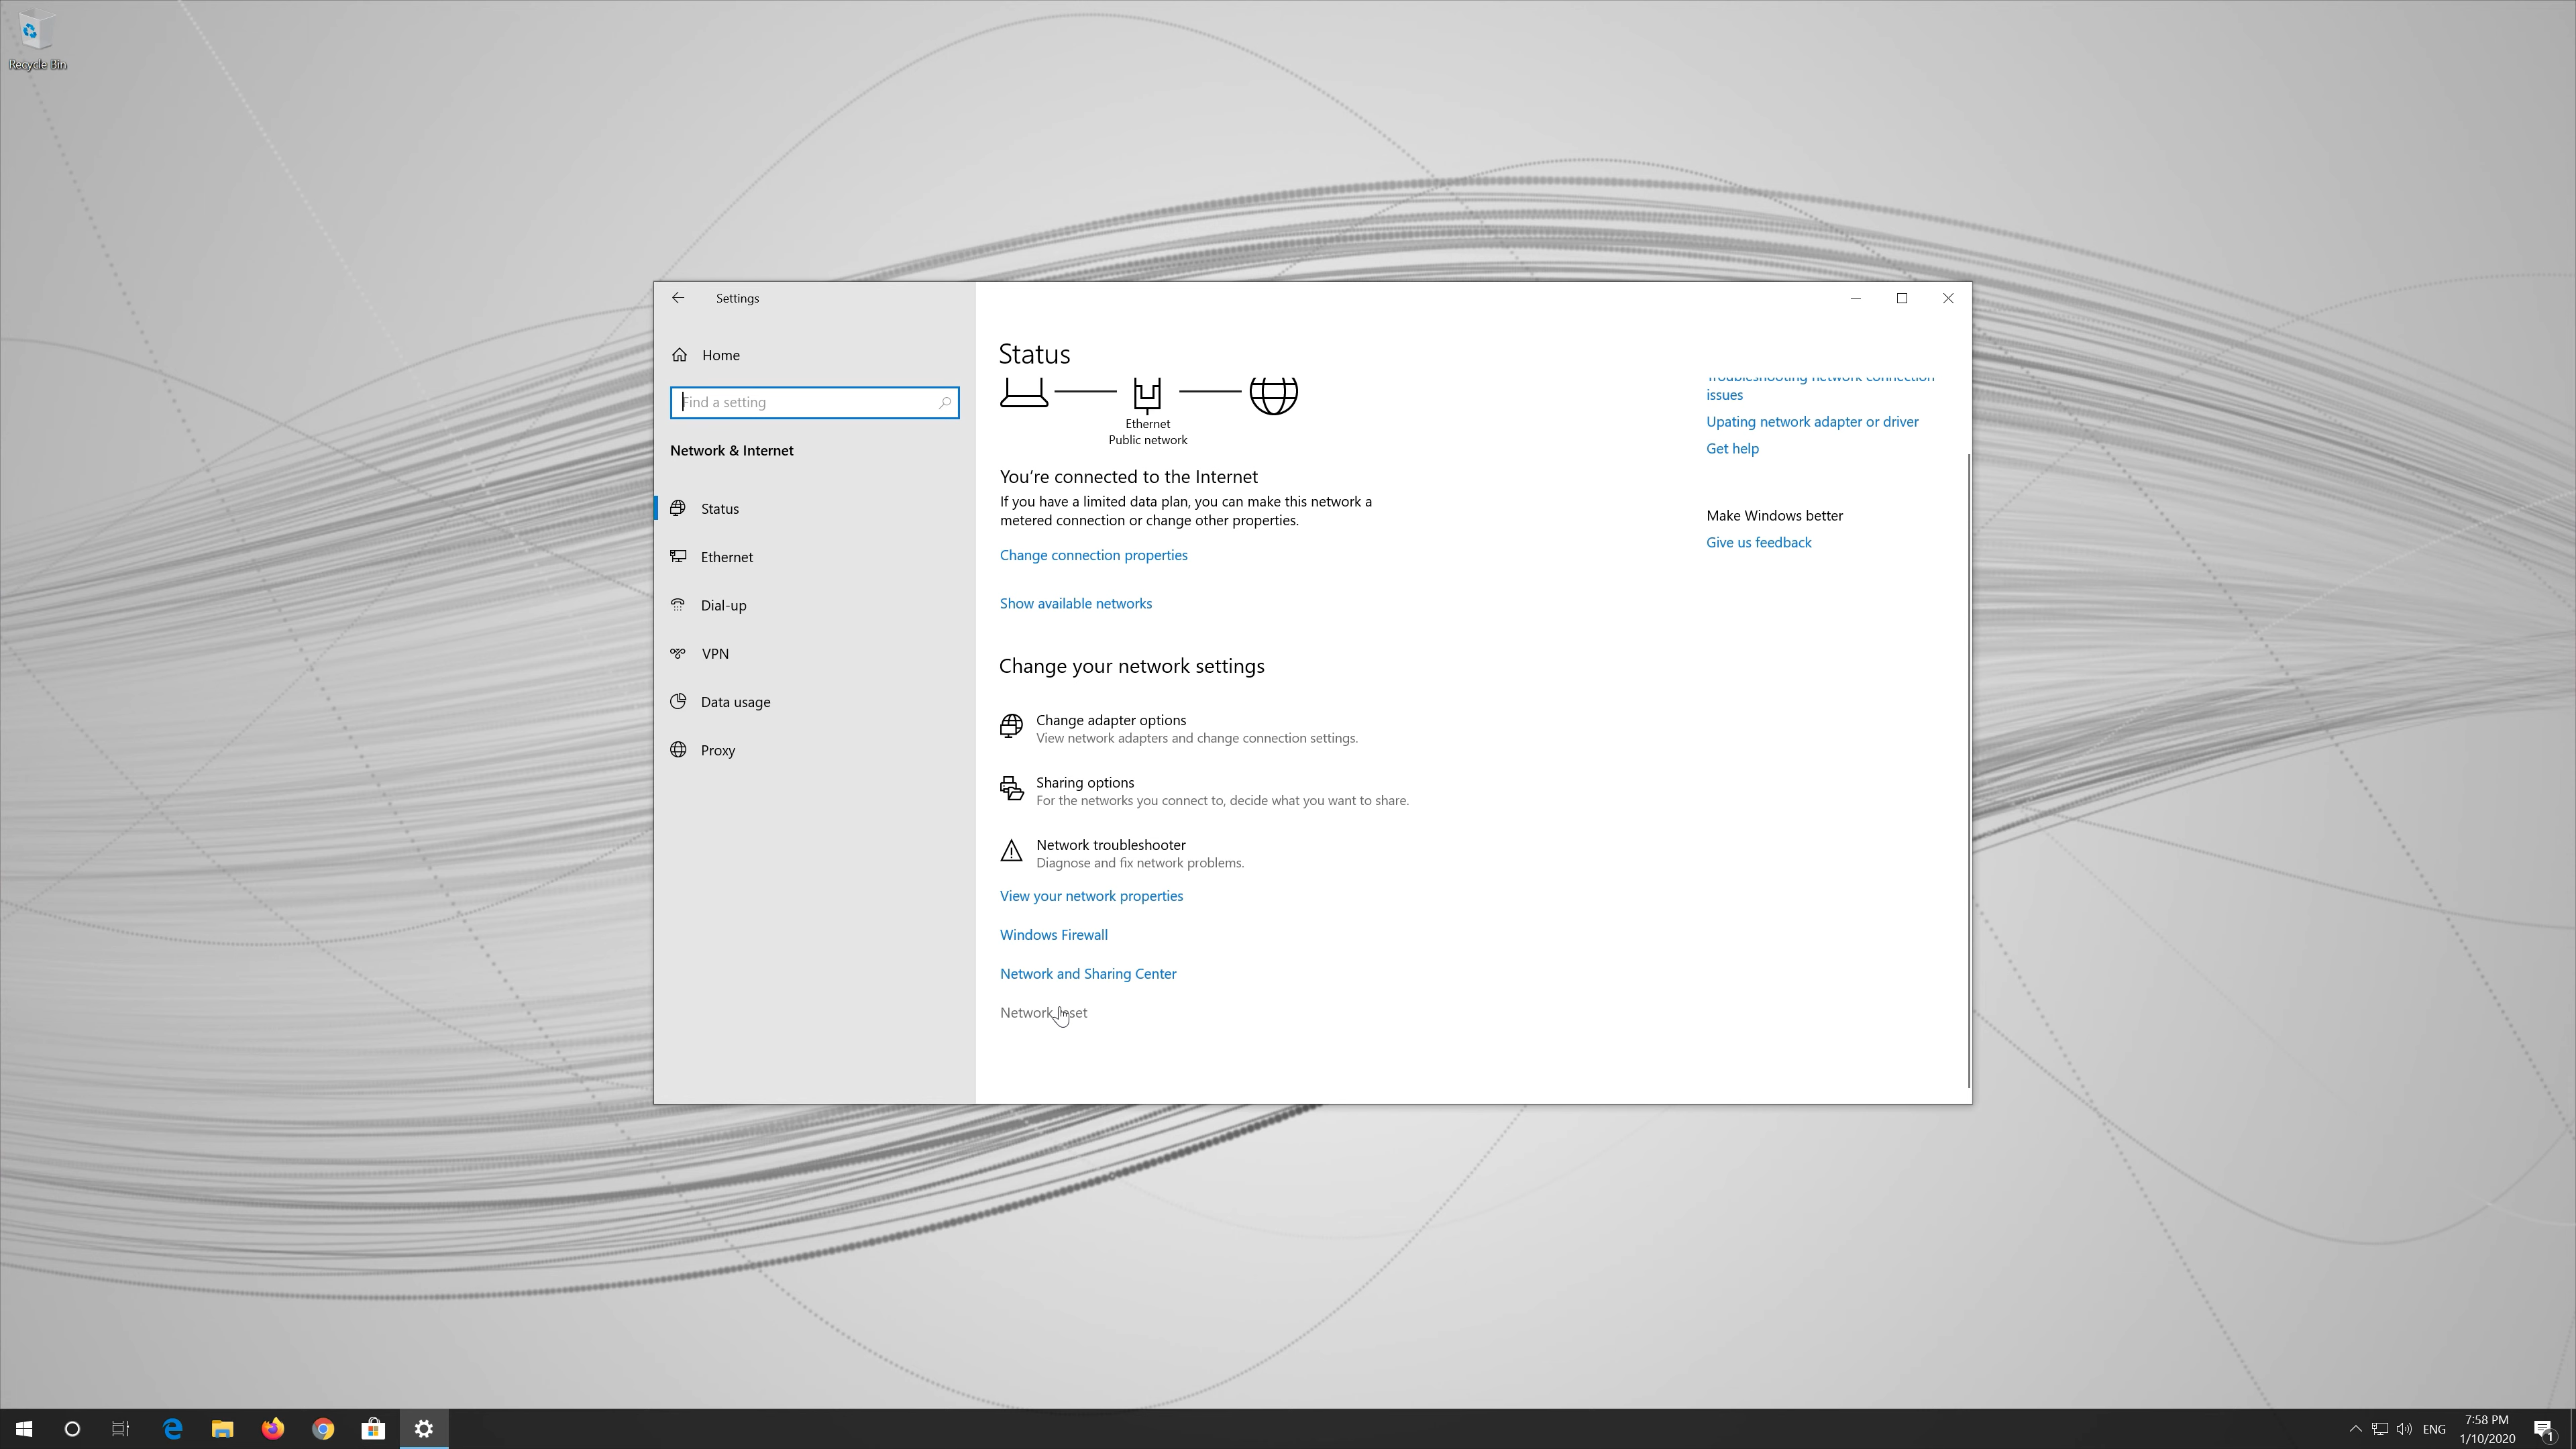 Recycle Bin
Settings
Home
Find a setting
Network & Internet
Status
Ethernet
Dial-up
VPN
Data usage
Proxy
Status
Ethernet
Public network
You're connected to the Internet
If you have a limited data plan, you can make this network a
metered connection or change other properties.
Change connection properties
Show available networks
Change your network settings
Change adapter options
View network adapters and change connection settings.
Sharing options
For the networks you connect to, decide what you want to share.
Network troubleshooter
Diagnose and fix network problems.
View your network properties
Windows Firewall
Network and Sharing Center
Network reset
Troubleshooting network connection
issues
Upating network adapter or driver
Get help
Make Windows better
Give us feedback
ENG
7:58 PM
1/10/2020
1